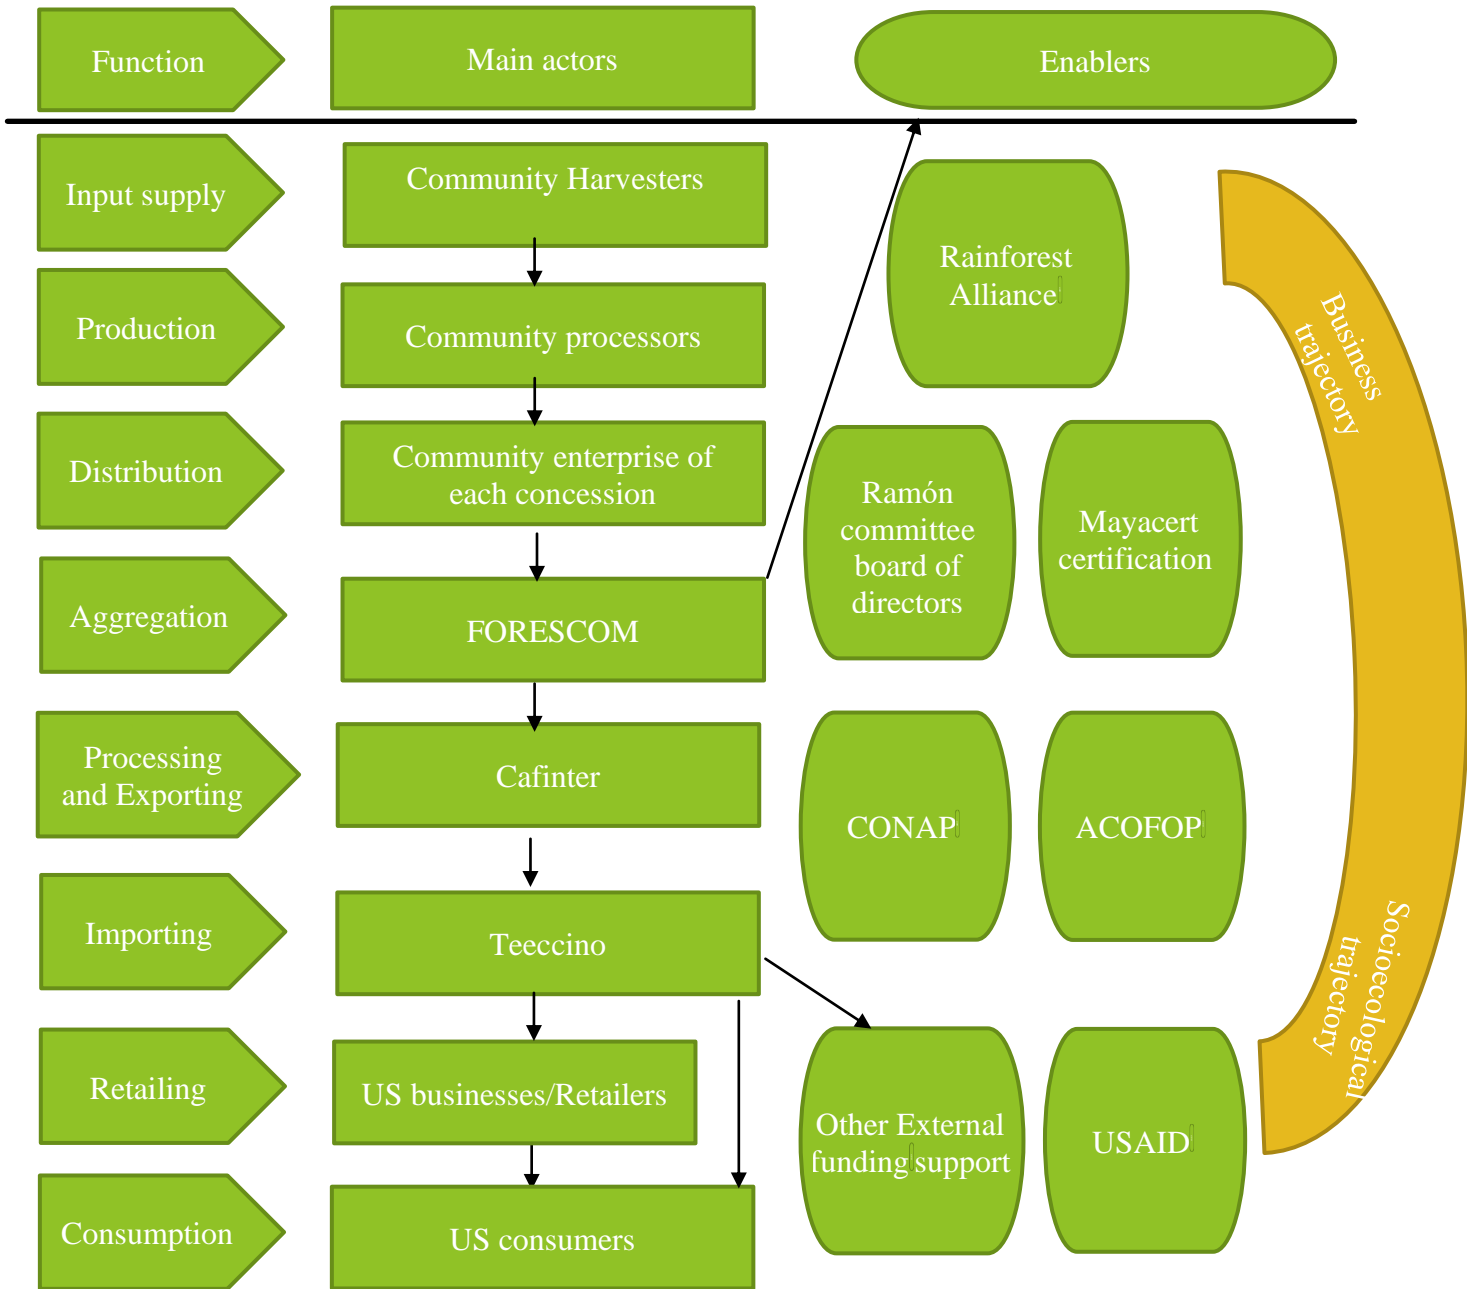 Function
Main actors
Enablers
Input supply
Community Harvesters
Rainforest
Alliance
Production
Community processors
Distribution
Community enterprise of
each concession
Ramón
committee
board of
directors
Mayacert
certification
Aggregation
FORESCOM
Processing
and Exporting
Cafinter
CONAP
ACOFOP
Importing
Teeccino
Retailing
US businesses/Retailers
Other External
funding support
USAID
Consumption
US consumers
Business
trajectory
Socioecological
trajectory